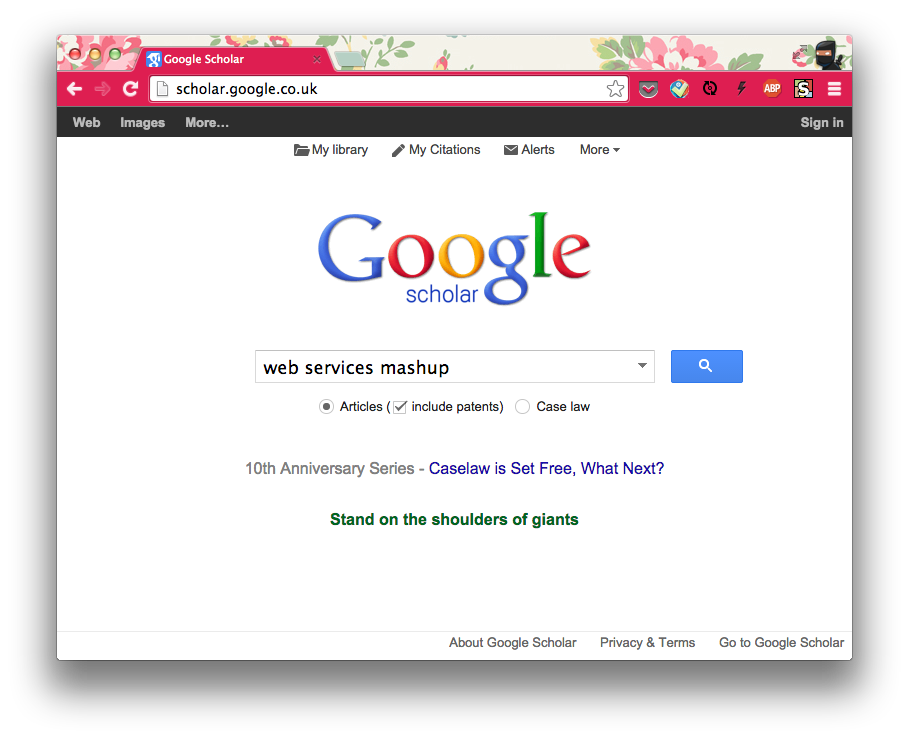 Google Scholar
scholar.google.co.uk
ABP
S
Web Images More... Sign in
My library My Citations Alerts More
Google
scholar
web services mashup
Articles ( include patents) Case law
10th Anniversary Series - Caselaw is Set Free, What Next?
Stand on the shoulders of giants
About Google Scholar Privacy & Terms Go to Google Scholar